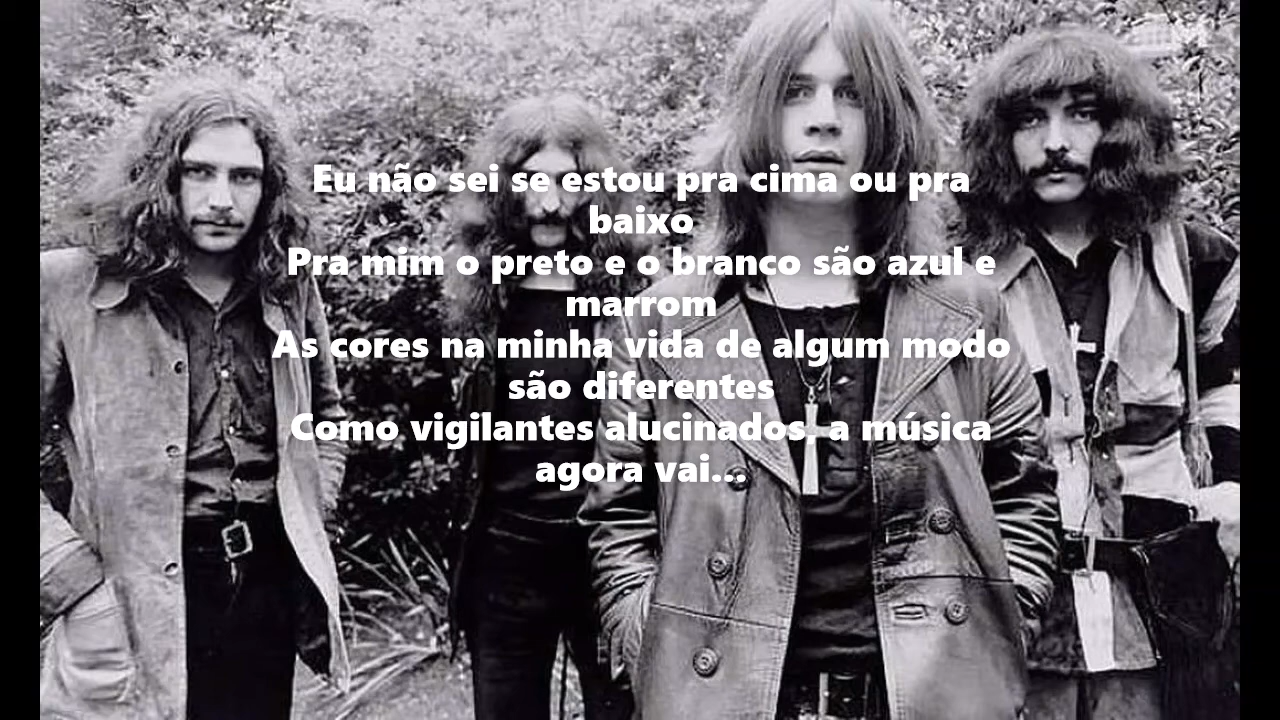 Eu não sei se estou pra cima ou pra
baixo
Pra mim o preto e o branco são azul e
marrom
As cores na minha vida de algum modo
são diferentes
Como vigilantes alucinados, a música
agora vai...